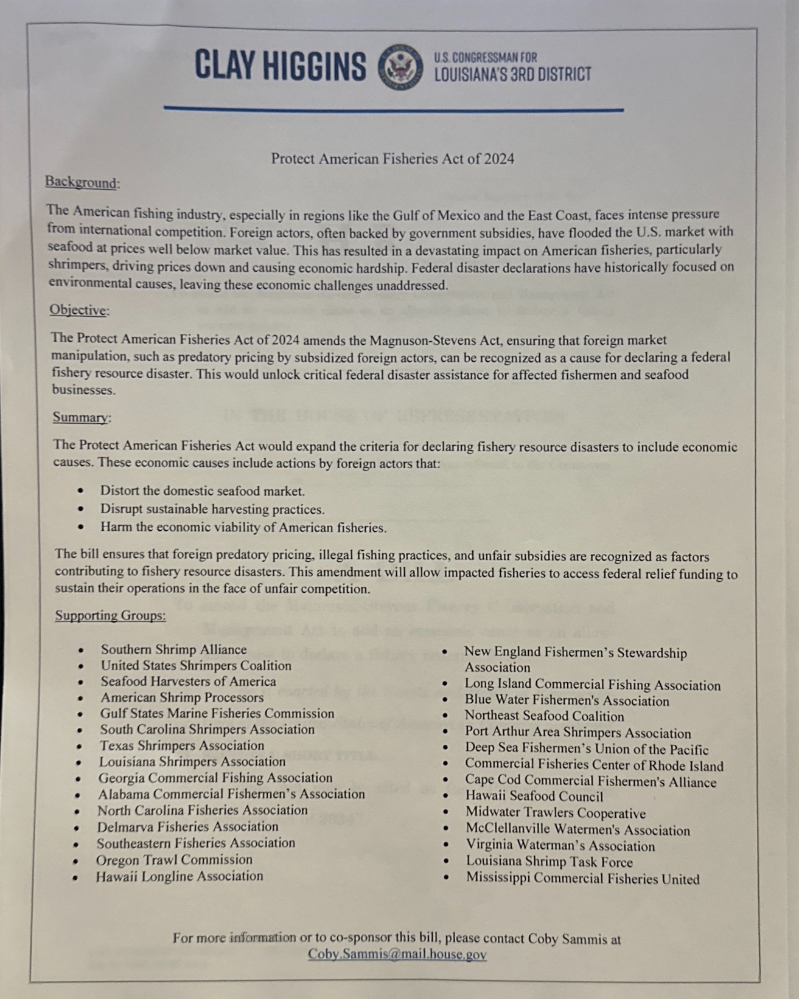 CLAY HIGGINS
U.S. CONGRESSMAN FOR
LOUISIANA'S 3RD DISTRICT
Protect American Fisheries Act of 2024
Background:
The American fishing industry, especially in regions like the Gulf of Mexico and the East Coast, faces intense pressure
from international competition. Foreign actors, often backed by government subsidies, have flooded the U.S. market with
seafood at prices well below market value. This has resulted in a devastating impact on American fisheries, particularly
shrimpers, driving prices down and causing economic hardship. Federal disaster declarations have historically focused on
environmental causes, leaving these economic challenges unaddressed.
Objective:
The Protect American Fisheries Act of 2024 amends the Magnuson-Stevens Act, ensuring that foreign market
manipulation, such as predatory pricing by subsidized foreign actors, can be recognized as a cause for declaring a federal
fishery resource disaster. This would unlock critical federal disaster assistance for affected fishermen and seafood
businesses.
Summary:
The Protect American Fisheries Act would expand the criteria for declaring fishery resource disasters to include economic
causes. These economic causes include actions by foreign actors that:
• Distort the domestic seafood market.
• Disrupt sustainable harvesting practices.
• Harm the economic viability of American fisheries.
The bill ensures that foreign predatory pricing, illegal fishing practices, and unfair subsidies are recognized as factors
contributing to fishery resource disasters. This amendment will allow impacted fisheries to access federal relief funding to
sustain their operations in the face of unfair competition.
Supporting Groups:
• Southern Shrimp Alliance
• United States Shrimpers Coalition
• Seafood Harvesters of America
• American Shrimp Processors
• Gulf States Marine Fisheries Commission
• South Carolina Shrimpers Association
• Texas Shrimpers Association
• Louisiana Shrimpers Association
• Georgia Commercial Fishing Association
• Alabama Commercial Fishermen’s Association
• North Carolina Fisheries Association
• Delmarva Fisheries Association
• Southeastern Fisheries Association
• Oregon Trawl Commission
• Hawaii Longline Association
• New England Fishermen’s Stewardship
Association
• Long Island Commercial Fishing Association
• Blue Water Fishermen's Association
• Northeast Seafood Coalition
• Port Arthur Area Shrimpers Association
• Deep Sea Fishermen’s Union of the Pacific
• Commercial Fisheries Center of Rhode Island
• Cape Cod Commercial Fishermen's Alliance
• Hawaii Seafood Council
• Midwater Trawlers Cooperative
• McClellanville Watermen's Association
• Virginia Waterman’s Association
• Louisiana Shrimp Task Force
• Mississippi Commercial Fisheries United
For more information or to co-sponsor this bill, please contact Coby Sammis at
Coby.Sammis@mail.house.gov